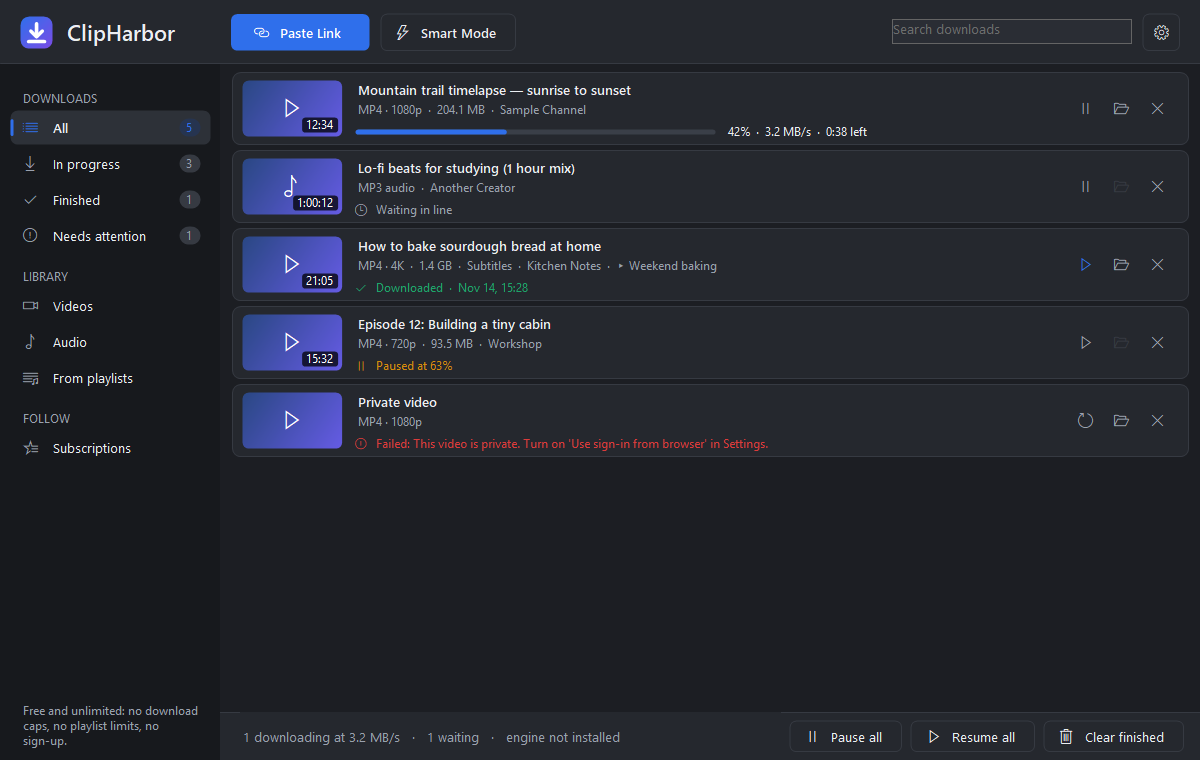 ClipHarbor
Paste Link
Smart Mode
Search downloads
DOWNLOADS
All 5
In progress 3
Finished 1
Needs attention 1
LIBRARY
Videos
Audio
From playlists
FOLLOW
Subscriptions
Free and unlimited: no download
caps, no playlist limits, no
sign-up.
Mountain trail timelapse — sunrise to sunset
MP4 · 1080p · 204.1 MB · Sample Channel
12:34
42% · 3.2 MB/s · 0:38 left
Lo-fi beats for studying (1 hour mix)
MP3 audio · Another Creator
1:00:12
Waiting in line
How to bake sourdough bread at home
MP4 · 4K · 1.4 GB · Subtitles · Kitchen Notes · ‣ Weekend baking
21:05
Downloaded · Nov 14, 15:28
Episode 12: Building a tiny cabin
MP4 · 720p · 93.5 MB · Workshop
15:32
Paused at 63%
Private video
MP4 · 1080p
Failed: This video is private. Turn on 'Use sign-in from browser' in Settings.
1 downloading at 3.2 MB/s · 1 waiting · engine not installed
Pause all
Resume all
Clear finished